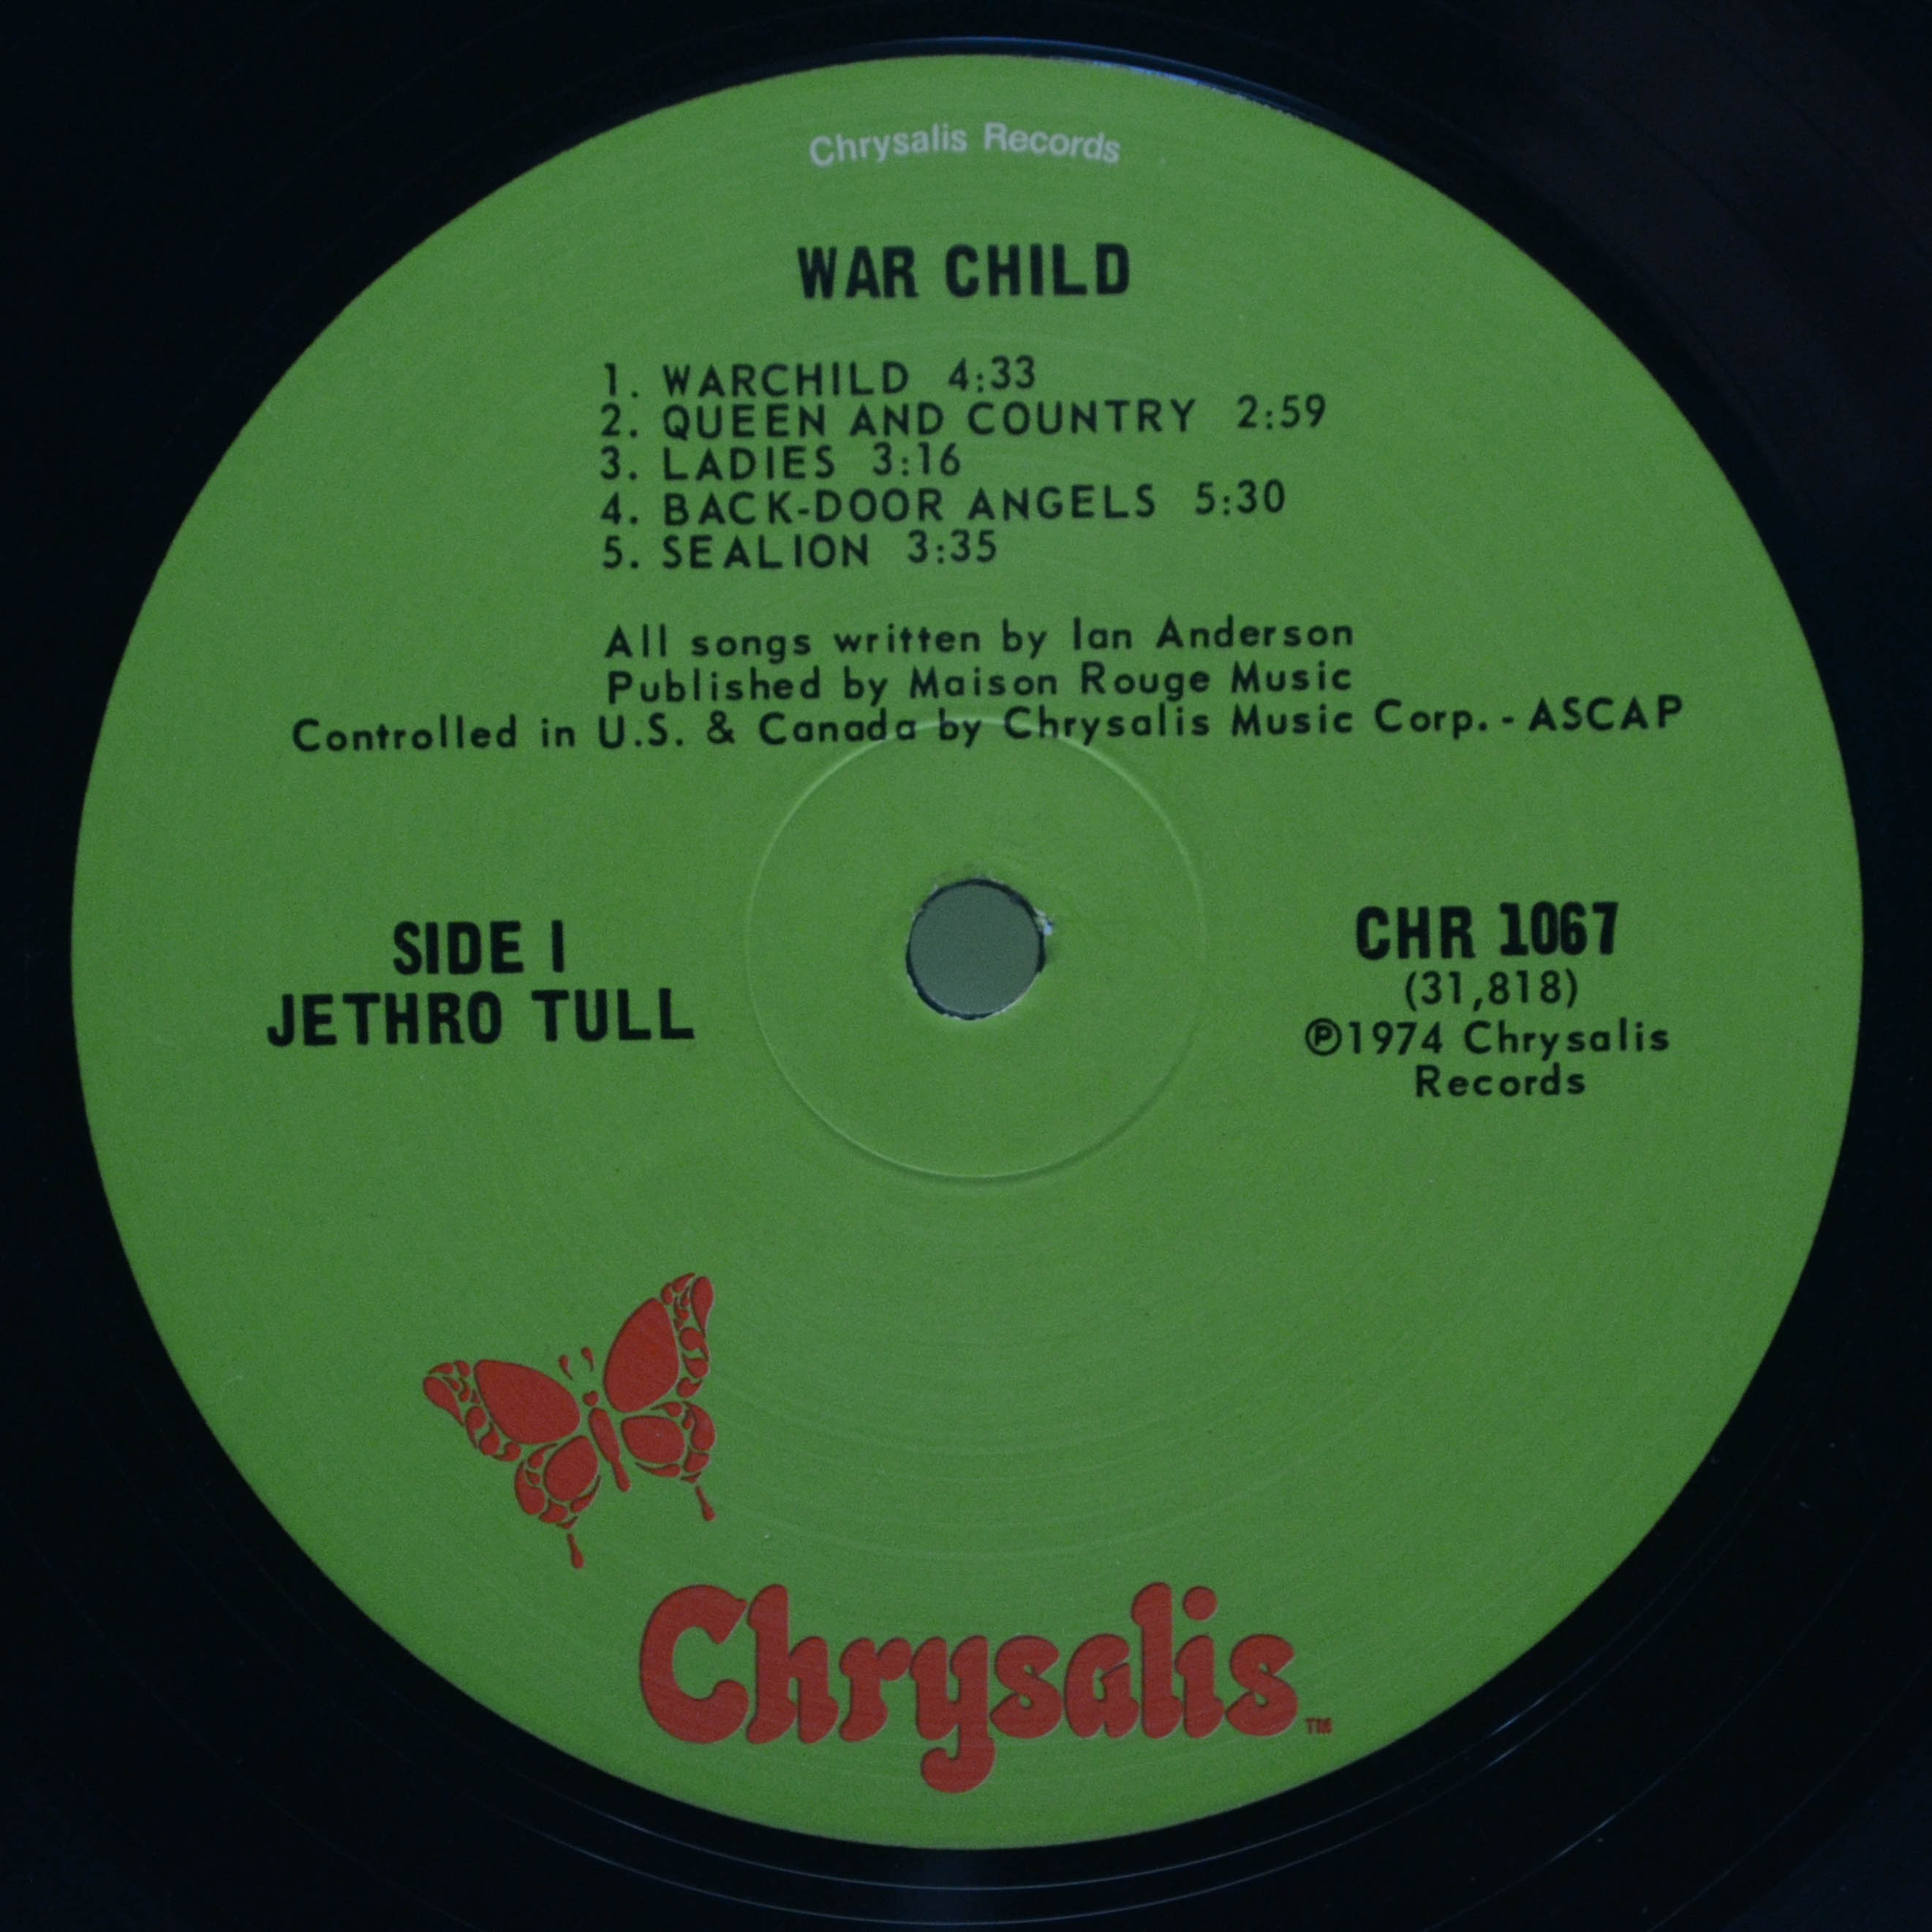 Chrysalis Records
WAR CHILD
1. WARCHILD 4:33
2. QUEEN AND COUNTRY 2:59
3. LADIES 3:16
4. BACK-DOOR ANGELS 5:30
5. SEALION 3:35
All songs written by Ian Anderson
Published by Maison Rouge Music
Controlled in U.S. & Canada by Chrysalis Music Corp. - ASCAP
SIDE I
JETHRO TULL
CHR 1067
(31,818)
℗1974 Chrysalis
Records
Chrysalis™